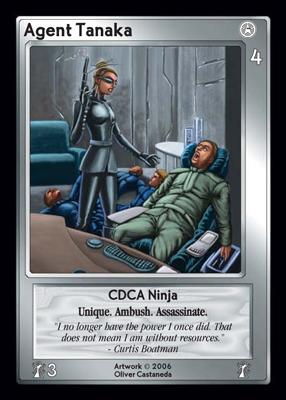 Agent Tanaka
4
CDCA Ninja
Unique. Ambush. Assassinate.
"I no longer have the power I once did. That
does not mean I am without resources."
- Curtis Boatman
Artwork © 2006
Oliver Castaneda
3
1